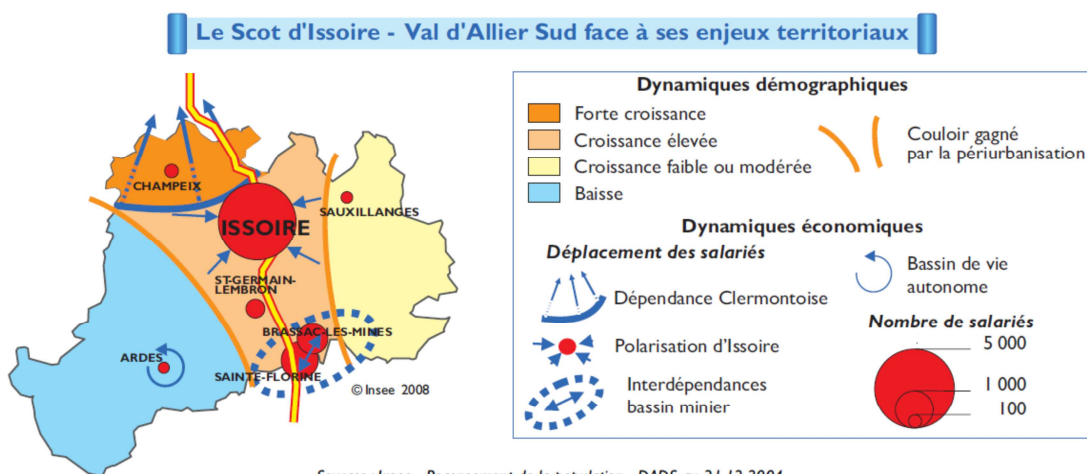 Le Scot d'Issoire - Val d'Allier Sud face à ses enjeux territoriaux
CHAMPEIX
SAUXILLANGES
ISSOIRE
ST-GERMAIN-
LEMBRON
BRASSAC-LES-MINES
ARDES
SAINTE-FLORINE
© Insee 2008
Dynamiques démographiques
Forte croissance
Croissance élevée
Croissance faible ou modérée
Baisse
Couloir gagné
par la périurbanisation
Dynamiques économiques
Déplacement des salariés
Dépendance Clermontoise
Polarisation d'Issoire
Interdépendances
bassin minier
Bassin de vie
autonome
Nombre de salariés
5 000
1 000
100